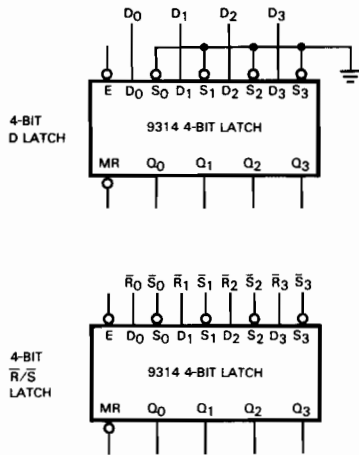 D0 D1 D2 D3
E D0 S0 D1 S1 D2 S2 D3 S3
4-BIT
D LATCH
9314 4-BIT LATCH
MR Q0 Q1 Q2 Q3
R̅0 S̅0 R̅1 S̅1 R̅2 S̅2 R̅3 S̅3
E D0 S0 D1 S1 D2 S2 D3 S3
4-BIT
R̅/S̅
LATCH
9314 4-BIT LATCH
MR Q0 Q1 Q2 Q3